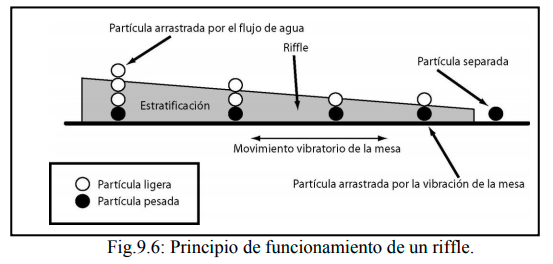 Partícula arrastrada por el flujo de agua
Riffle
Partícula separada
Estratificación
Movimiento vibratorio de la mesa
Partícula arrastrada por la vibración de la mesa
Partícula ligera
Partícula pesada
Fig.9.6: Principio de funcionamiento de un riffle.